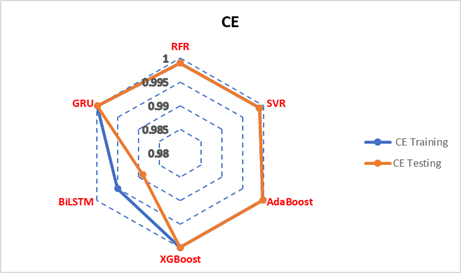 CE
RFR
1
0.995
GRU
SVR
0.99
0.985
CE Training
0.98
CE Testing
BiLSTM
AdaBoost
XGBoost